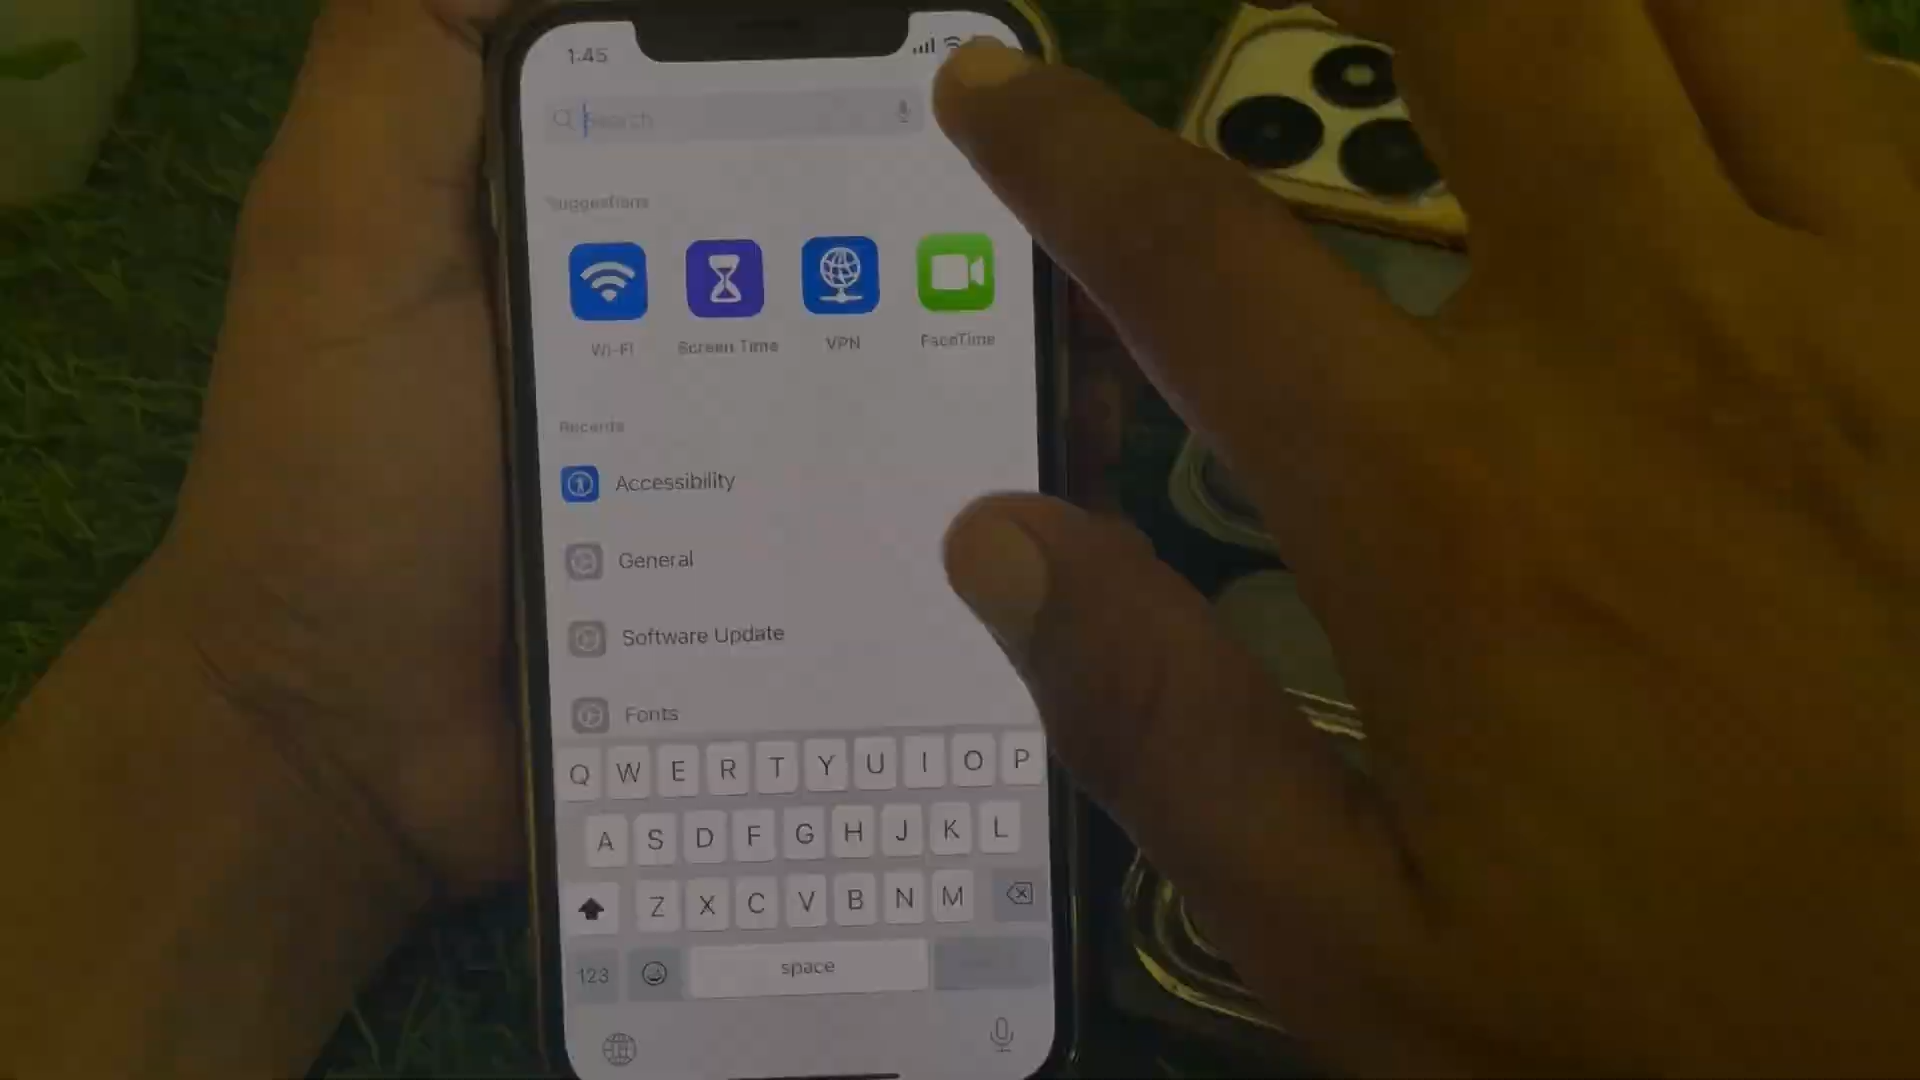 1:45
Search
Suggestions
Wi-Fi Screen Time VPN FaceTime
Recents
Accessibility
General
Software Update
Fonts
Q W E R T Y U I O P
A S D F G H J K L
Z X C V B N M
123 space